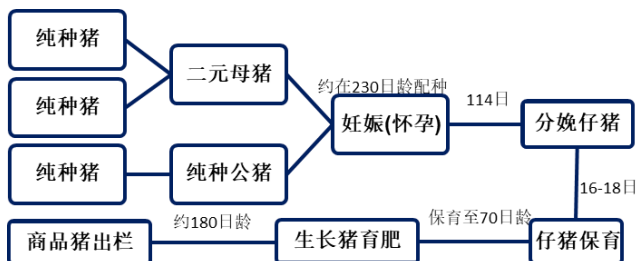 纯种猪
二元母猪
纯种猪
约在230日龄配种
妊娠(怀孕)
114日
分娩仔猪
纯种猪
纯种公猪
16-18日
商品猪出栏
约180日龄
生长猪育肥
保育至70日龄
仔猪保育